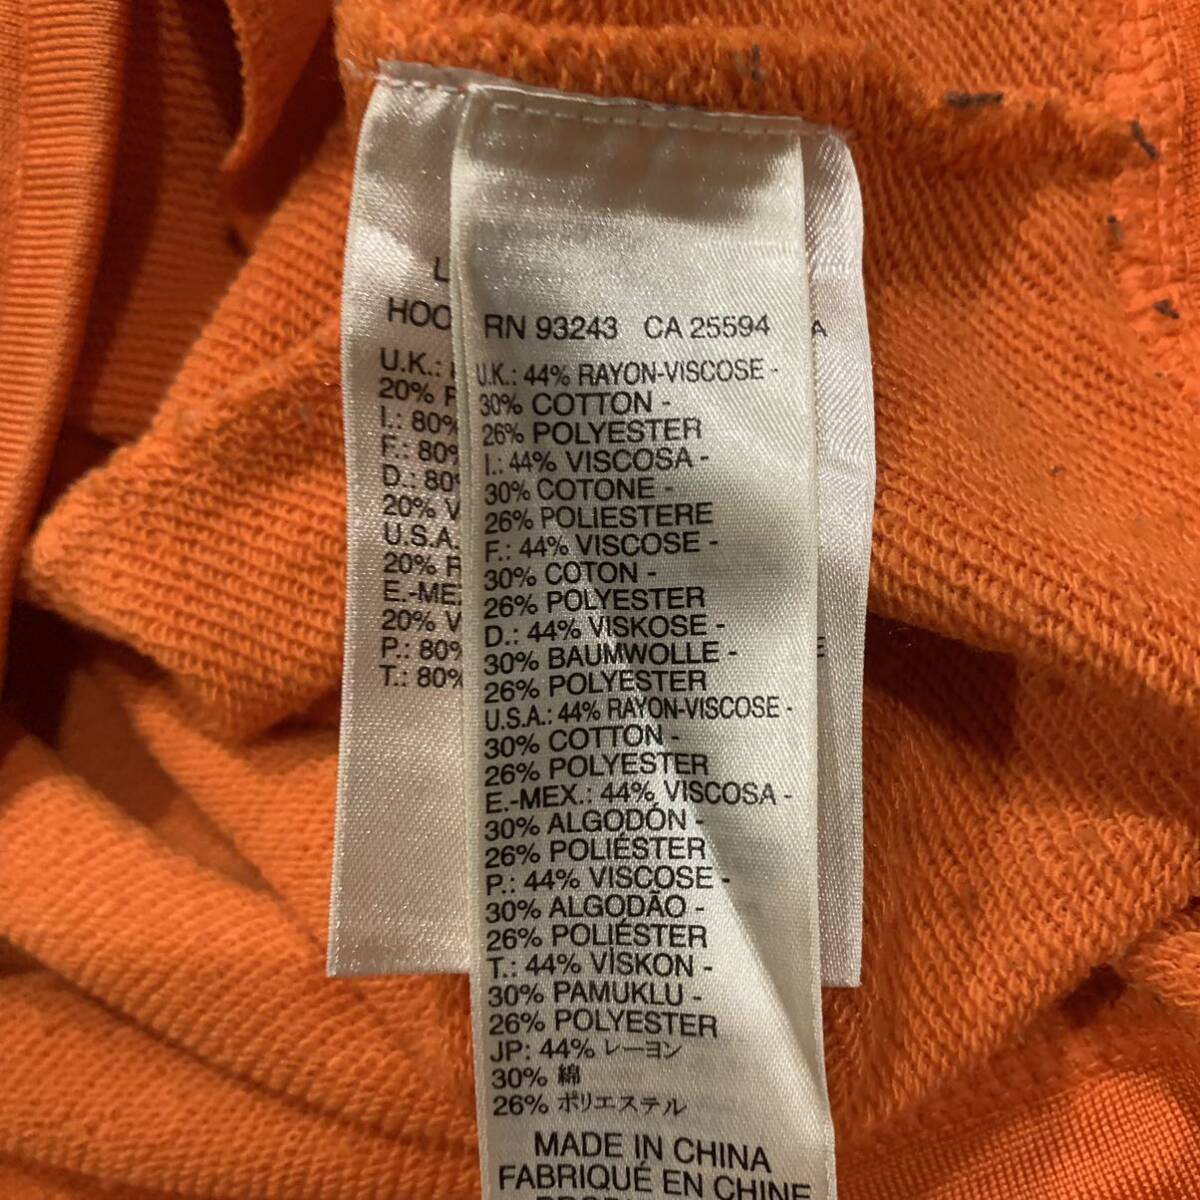 RN 93243 CA 25594
U.K.: 44% RAYON-VISCOSE -
30% COTTON -
26% POLYESTER
I.: 44% VISCOSA -
30% COTONE -
26% POLIESTERE
F.: 44% VISCOSE -
30% COTON -
26% POLYESTER
D.: 44% VISKOSE -
30% BAUMWOLLE -
26% POLYESTER
U.S.A.: 44% RAYON-VISCOSE -
30% COTTON -
26% POLYESTER
E.-MEX.: 44% VISCOSA -
30% ALGODÓN -
26% POLIÉSTER
P.: 44% VISCOSE -
30% ALGODÃO -
26% POLIÉSTER
T.: 44% VİSKON -
30% PAMUKLU -
26% POLYESTER
JP: 44% レーヨン
30% 綿
26% ポリエステル
MADE IN CHINA
FABRIQUÉ EN CHINE
U.K.:
20%
I.: 80%
F.: 80%
D.: 80%
20% V
U.S.A.
20%
E.-MEX
20% V
P.: 80%
T.: 80%